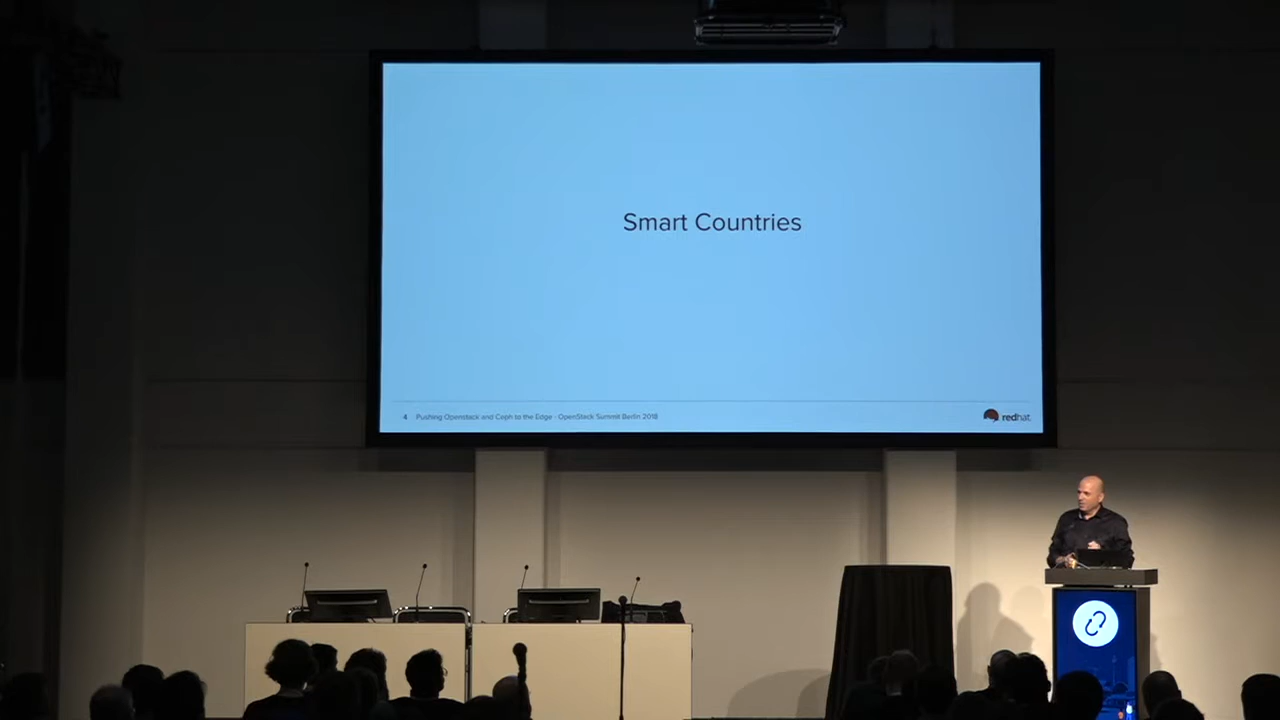 Smart Countries
4 Pushing Openstack and Ceph to the Edge - OpenStack Summit Berlin 2018
redhat.